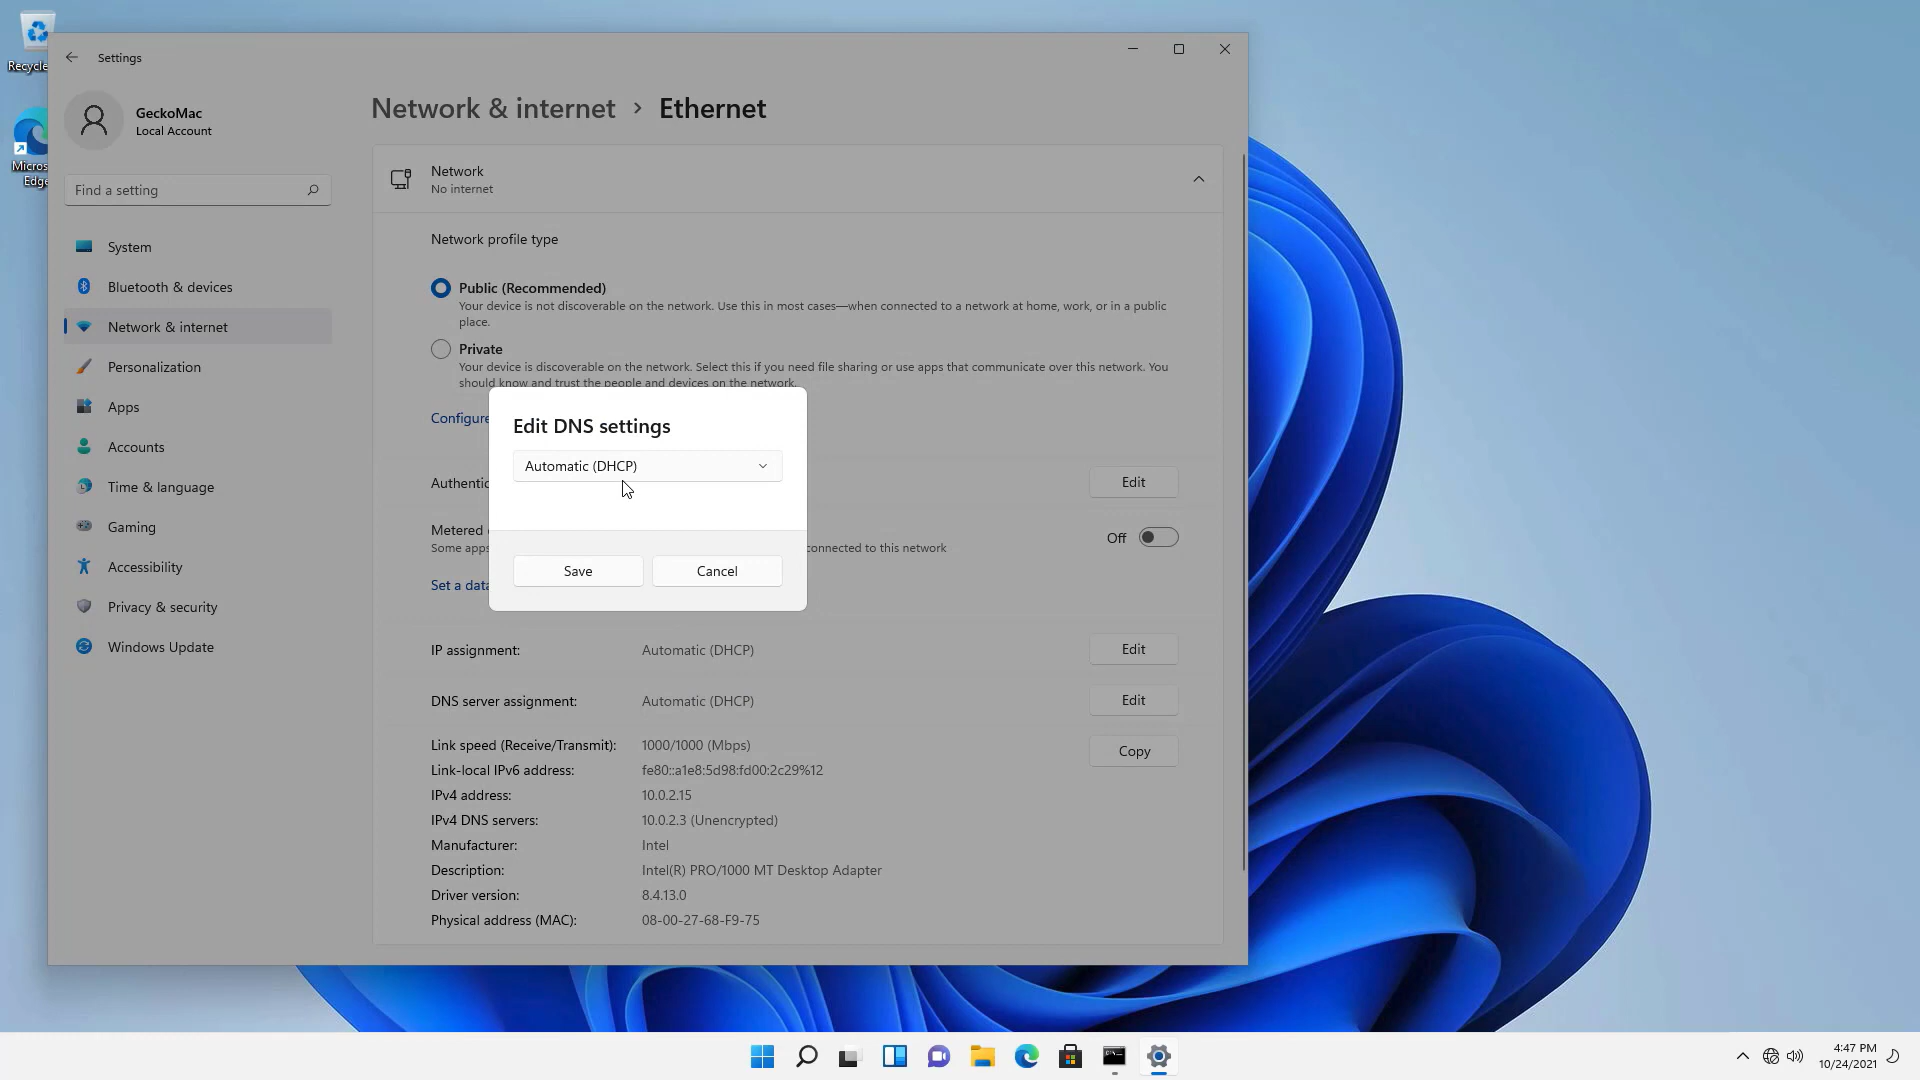 Recycle
Micros
Edge
Settings
GeckoMac
Local Account
Find a setting
System
Bluetooth & devices
Network & internet
Personalization
Apps
Accounts
Time & language
Gaming
Accessibility
Privacy & security
Windows Update
Network & internet › Ethernet
Network
No internet
Network profile type
Public (Recommended)
Your device is not discoverable on the network. Use this in most cases—when connected to a network at home, work, or in a public
place.
Private
Your device is discoverable on the network. Select this if you need file sharing or use apps that communicate over this network. You
should know and trust the people and devices on the network.
Configure
Edit DNS settings
Automatic (DHCP)
Save
Cancel
Authentic
Edit
Metered
Some apps
connected to this network
Off
Set a data
IP assignment:
Automatic (DHCP)
Edit
DNS server assignment:
Automatic (DHCP)
Edit
Link speed (Receive/Transmit):
1000/1000 (Mbps)
Copy
Link-local IPv6 address:
fe80::a1e8:5d98:fd00:2c29%12
IPv4 address:
10.0.2.15
IPv4 DNS servers:
10.0.2.3 (Unencrypted)
Manufacturer:
Intel
Description:
Intel(R) PRO/1000 MT Desktop Adapter
Driver version:
8.4.13.0
Physical address (MAC):
08-00-27-68-F9-75
4:47 PM
10/24/2021